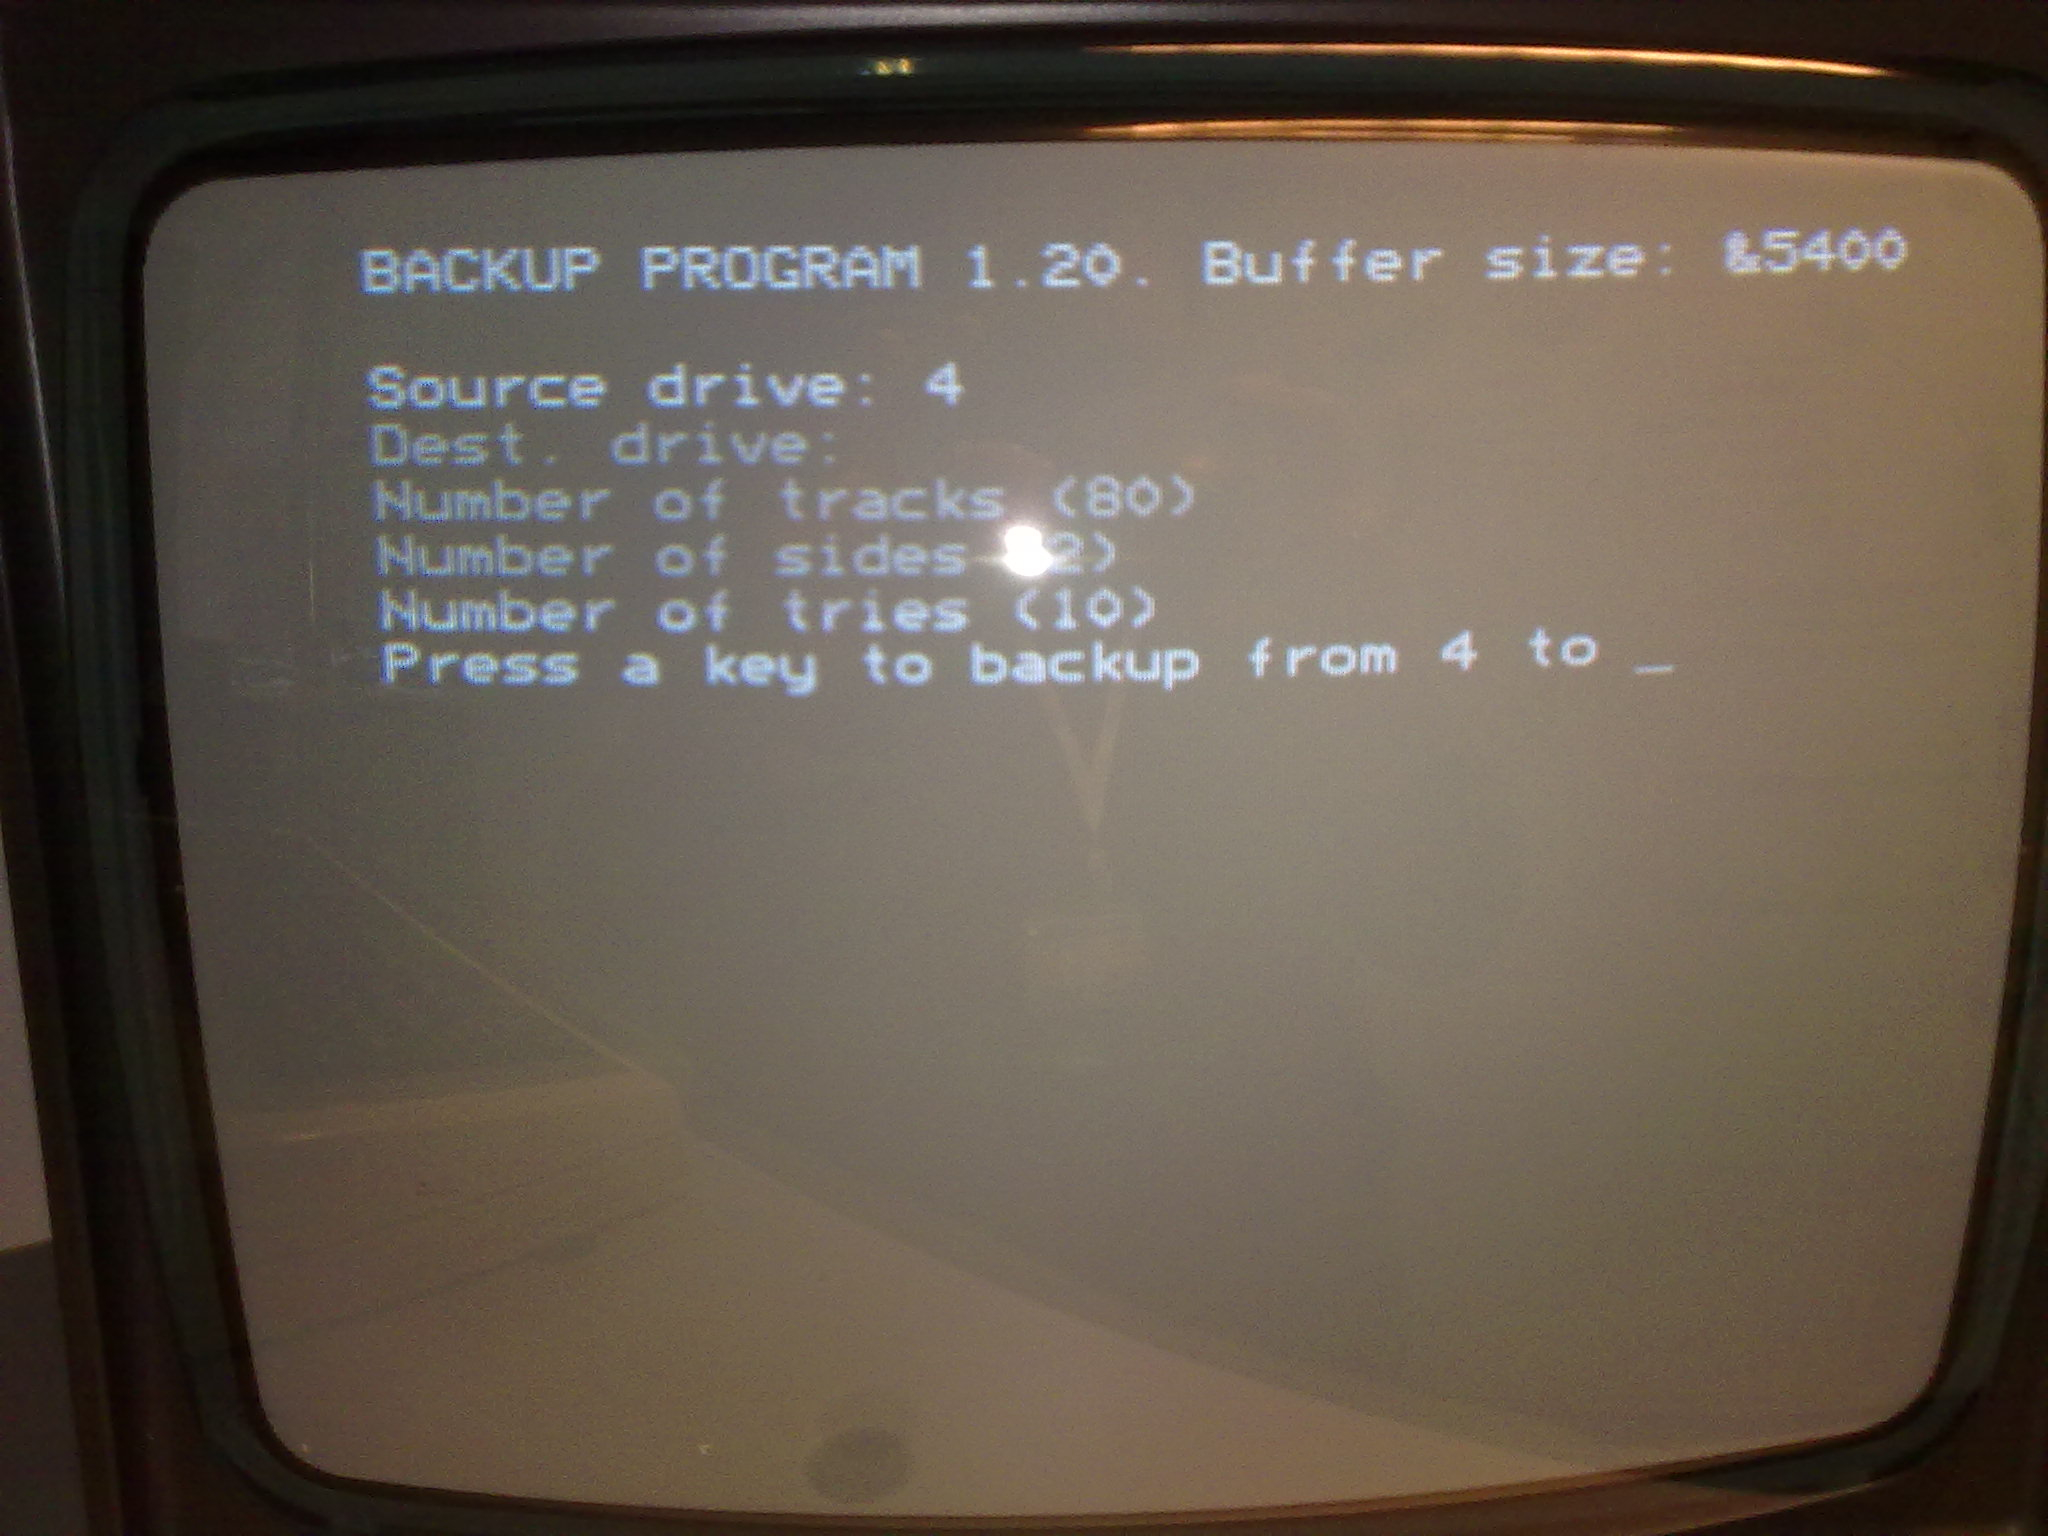 BACKUP PROGRAM 1.20. Buffer size: &5400
Source drive: 4
Dest. drive:
Number of tracks (80)
Number of sides (2)
Number of tries (10)
Press a key to backup from 4 to _